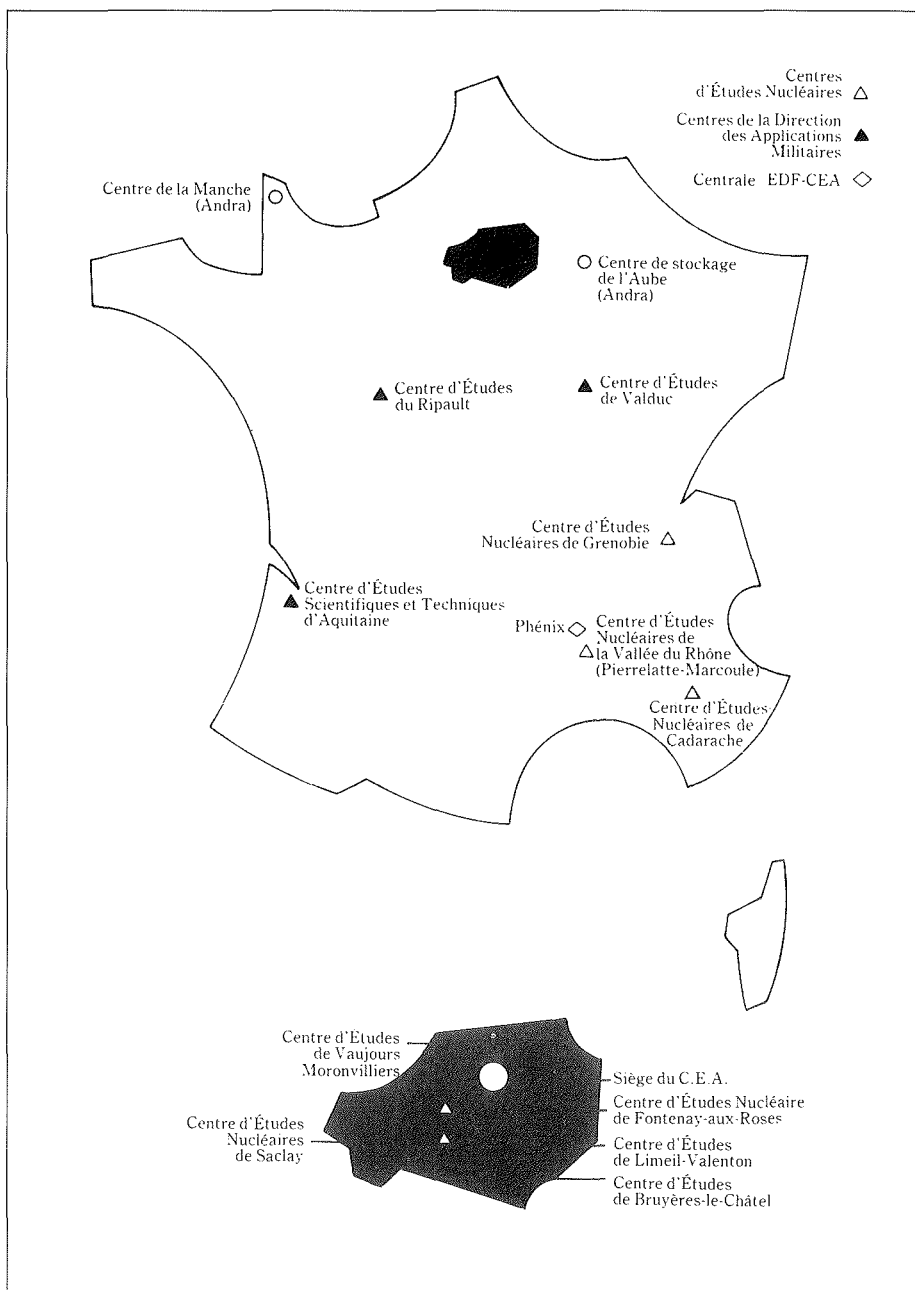 Centres
d'Études Nucléaires
Centres de la Direction
des Applications
Militaires
Centrale EDF-CEA
Centre de la Manche
(Andra)
Centre de stockage
de l'Aube
(Andra)
Centre d'Études
du Ripault
Centre d'Études
de Valduc
Centre d'Études
Nucléaires de Grenoble
Centre d'Études
Scientifiques et Techniques
d'Aquitaine
Phénix
Centre d'Études
Nucléaires de
la Vallée du Rhône
(Pierrelatte-Marcoule)
Centre d'Études
Nucléaires de
Cadarache
Centre d'Etudes
de Vaujours
Moronvilliers
Centre d'Études
Nucléaires
de Saclay
Siège du C.E.A.
Centre d'Études Nucléaire
de Fontenay-aux-Roses
Centre d'Études
de Limeil-Valenton
Centre d'Études
de Bruyères-le-Châtel